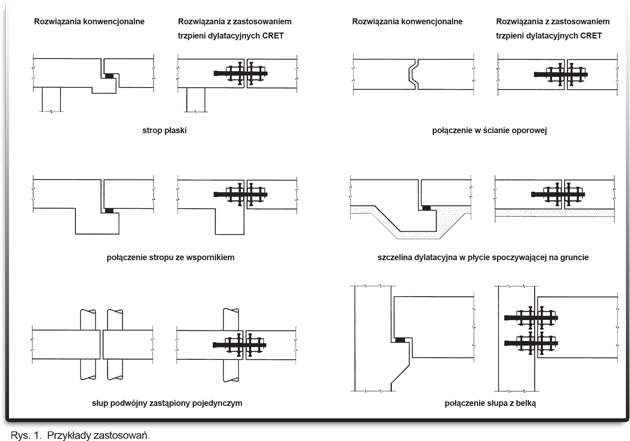 Rozwiązania konwencjonalne
Rozwiązania z zastosowaniem
trzpieni dylatacyjnych CRET
Rozwiązania konwencjonalne
Rozwiązania z zastosowaniem
trzpieni dylatacyjnych CRET
strop płaski
połączenie w ścianie oporowej
połączenie stropu ze wspornikiem
szczelina dylatacyjna w płycie spoczywającej na gruncie
słup podwójny zastąpiony pojedynczym
połączenie słupa z belką
Rys. 1. Przykłady zastosowań.